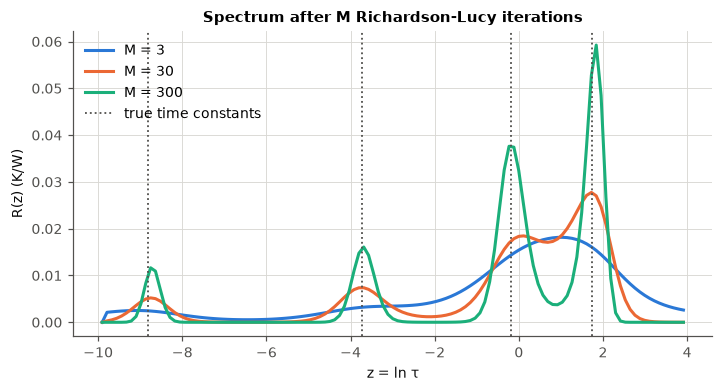 Spectrum after M Richardson-Lucy iterations
M = 3
M = 30
M = 300
true time constants
R(z) (K/W)
0.06
0.05
0.04
0.03
0.02
0.01
0.00
−10 −8 −6 −4 −2 0 2 4
z = ln τ